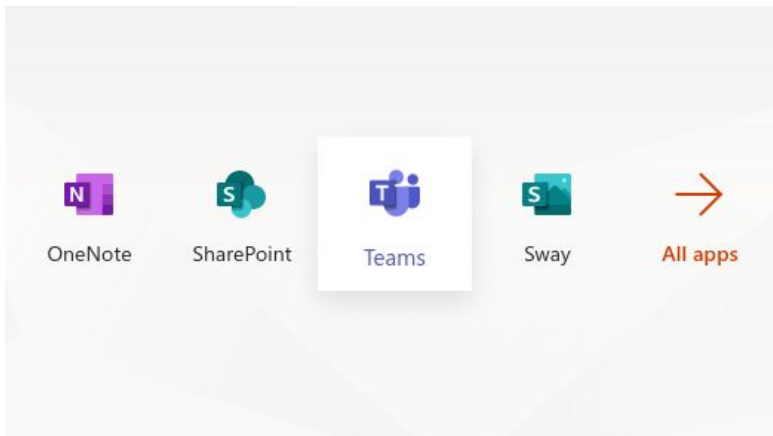 N
S
T
S
OneNote
SharePoint
Teams
Sway
All apps